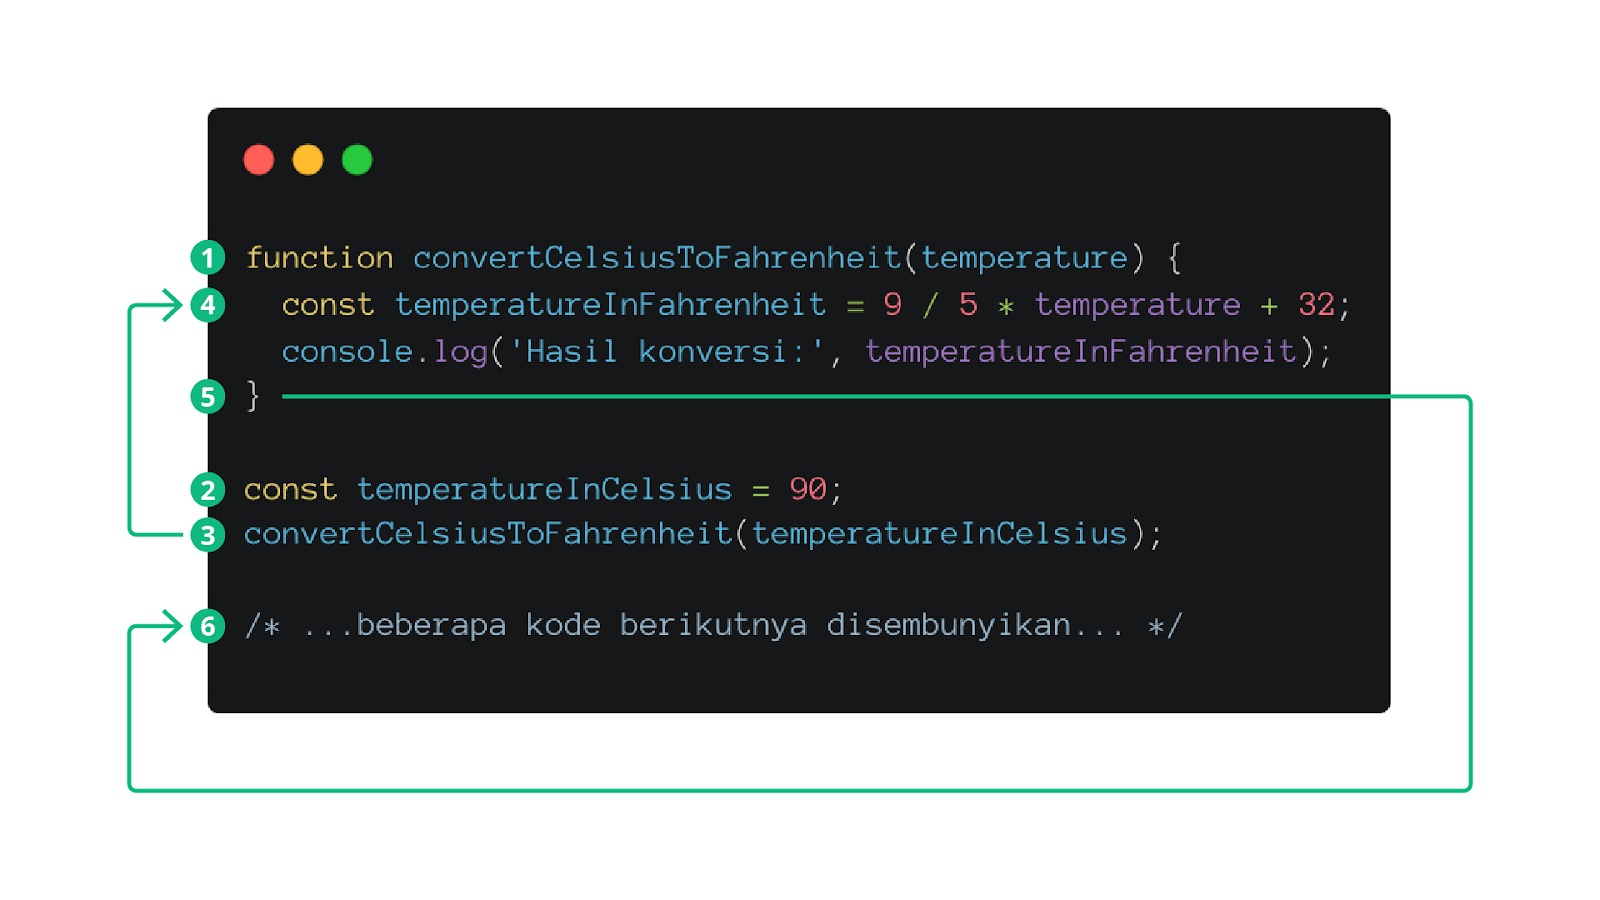 1 function convertCelsiusToFahrenheit(temperature) {
4 const temperatureInFahrenheit = 9 / 5 * temperature + 32;
console.log('Hasil konversi:', temperatureInFahrenheit);
5 }
2 const temperatureInCelsius = 90;
3 convertCelsiusToFahrenheit(temperatureInCelsius);
6 /* ...beberapa kode berikutnya disembunyikan... */